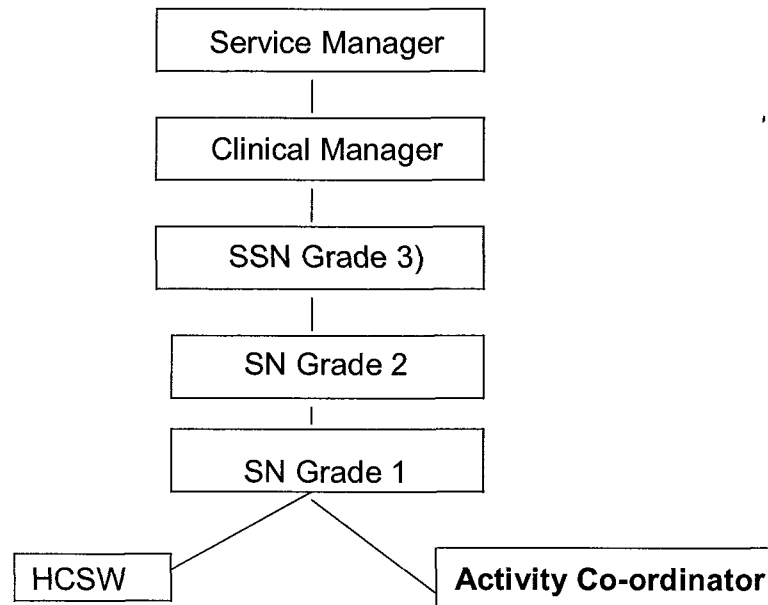 Service Manager
Clinical Manager
SSN Grade 3)
SN Grade 2
SN Grade 1
HCSW
Activity Co-ordinator